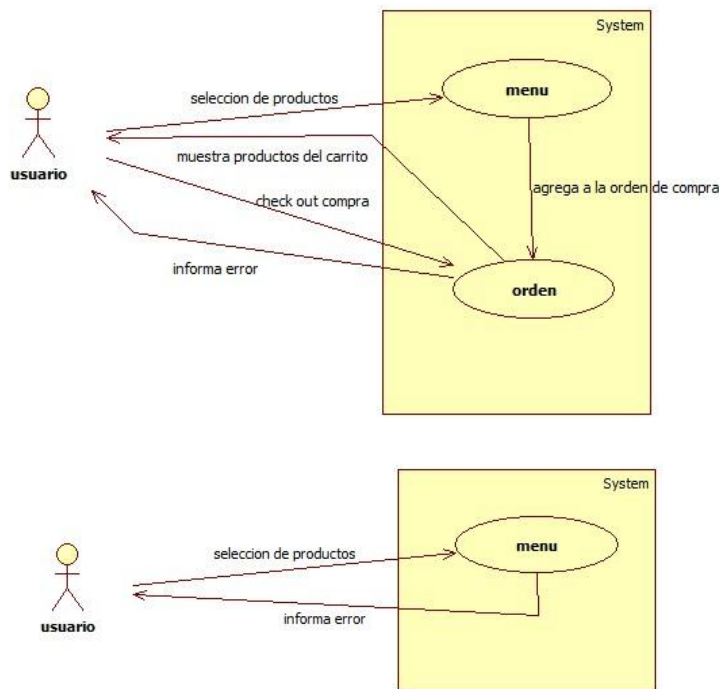 System
menu
seleccion de productos
muestra productos del carrito
usuario
agrega a la orden de compra
check out compra
informa error
orden
System
menu
seleccion de productos
informa error
usuario